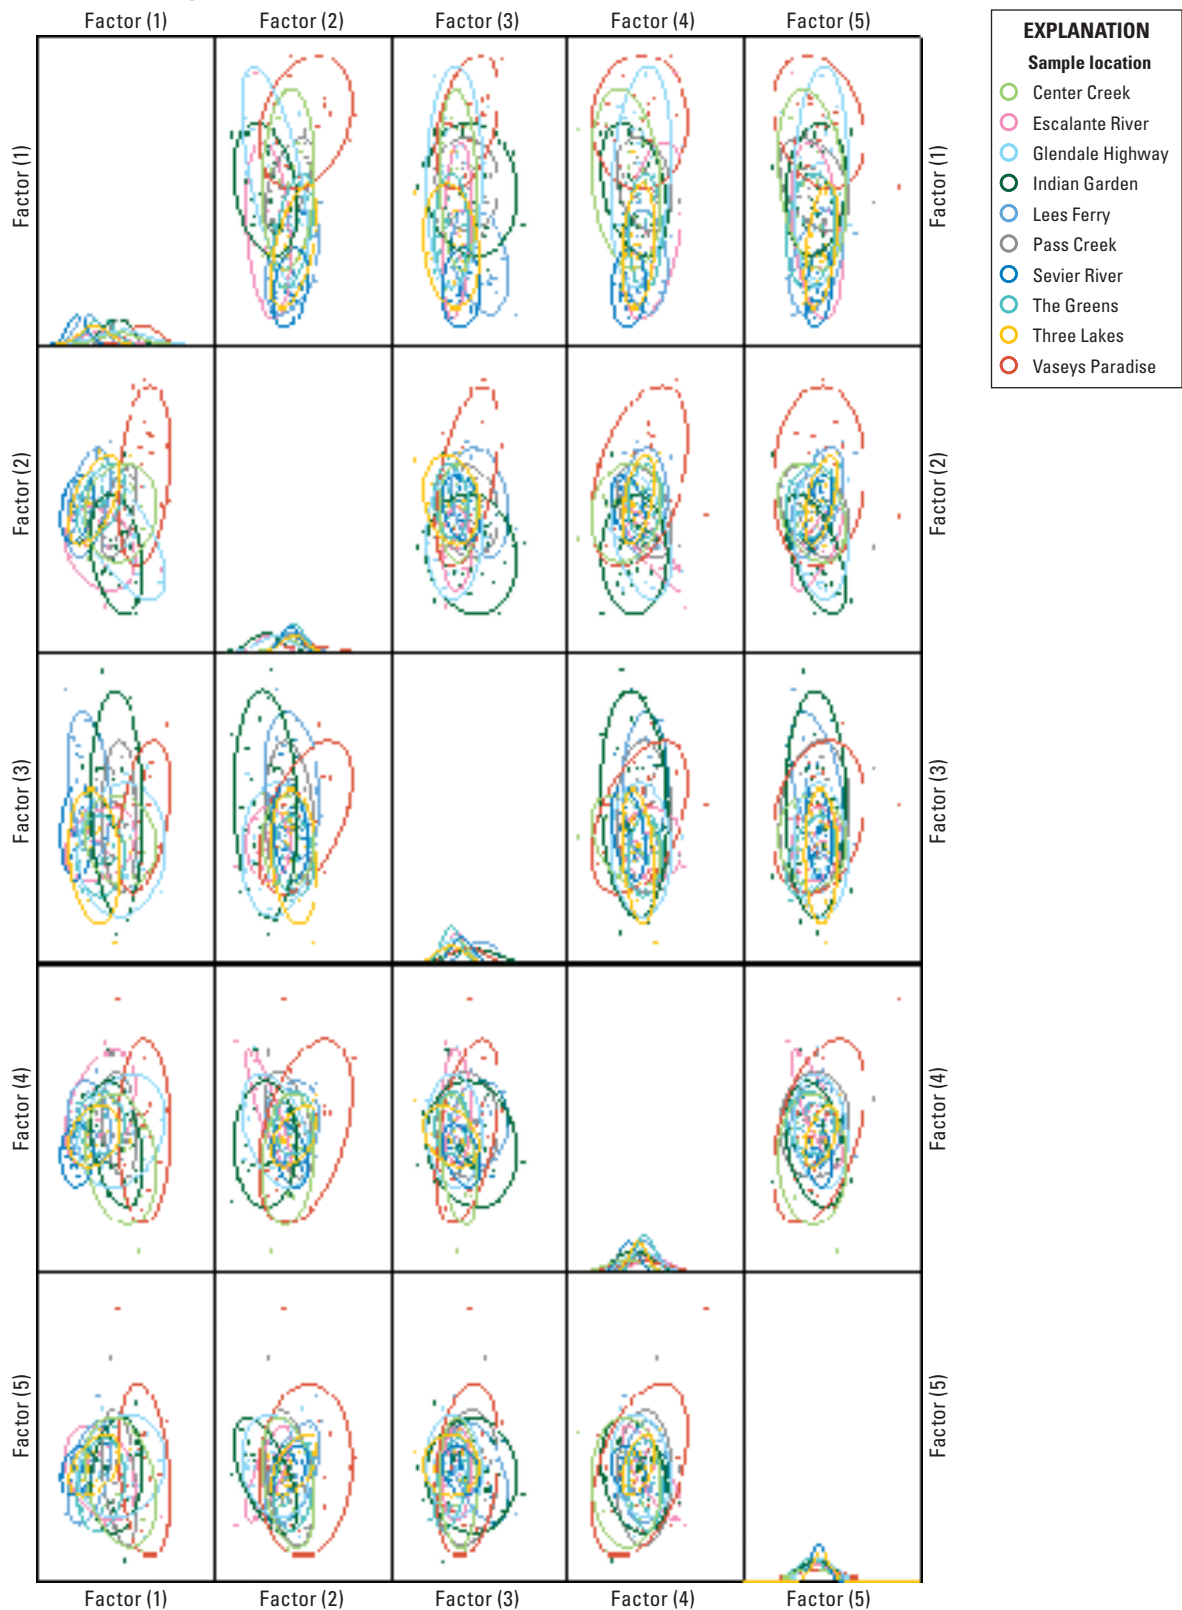 Factor (1) Factor (2) Factor (3) Factor (4) Factor (5)
EXPLANATION
Sample location
Center Creek
Escalante River
Glendale Highway
Indian Garden
Lees Ferry
Pass Creek
Sevier River
The Greens
Three Lakes
Vaseys Paradise
Factor (1)
Factor (1)
Factor (2)
Factor (2)
Factor (3)
Factor (3)
Factor (4)
Factor (4)
Factor (5)
Factor (5)
Factor (1) Factor (2) Factor (3) Factor (4) Factor (5)